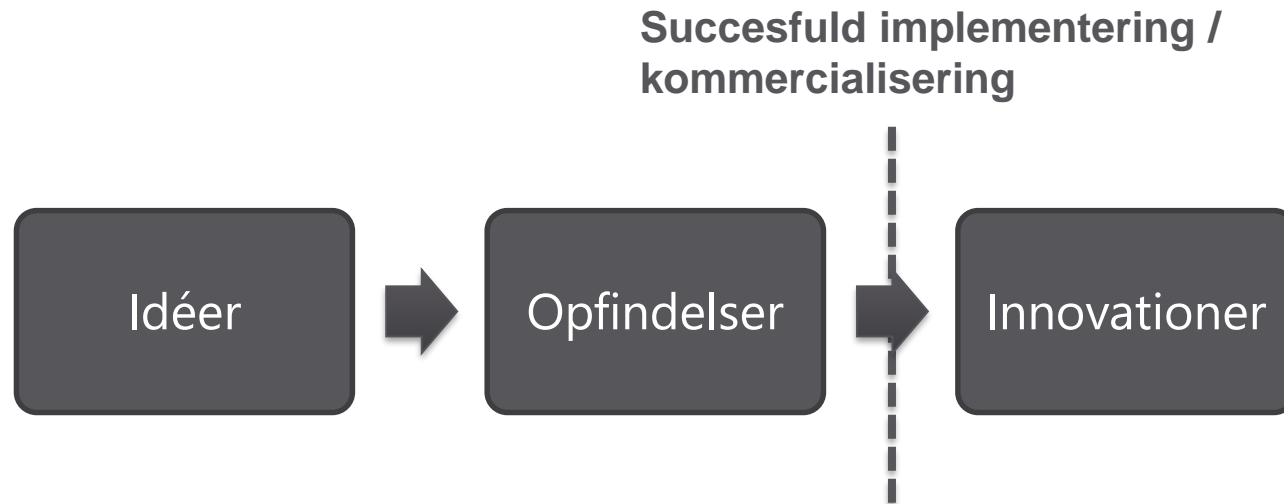 Succesfuld implementering /
kommercialisering
Idéer
Opfindelser
Innovationer